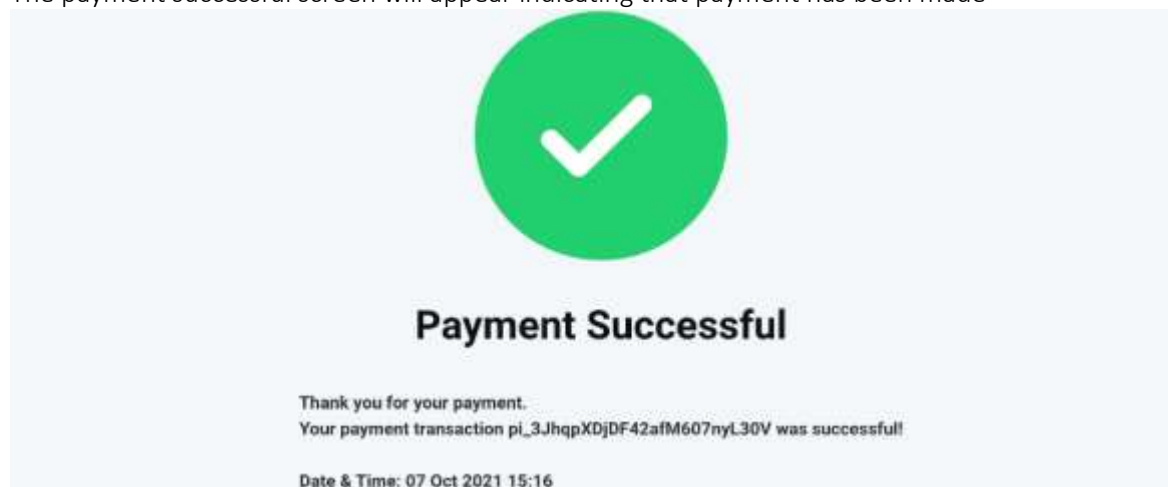 The payment successful screen will appear indicating that payment has been made
Payment Successful
Thank you for your payment.
Your payment transaction pi_3JhqpXDjDF42afM607nyL30V was successful!
Date & Time: 07 Oct 2021 15:16